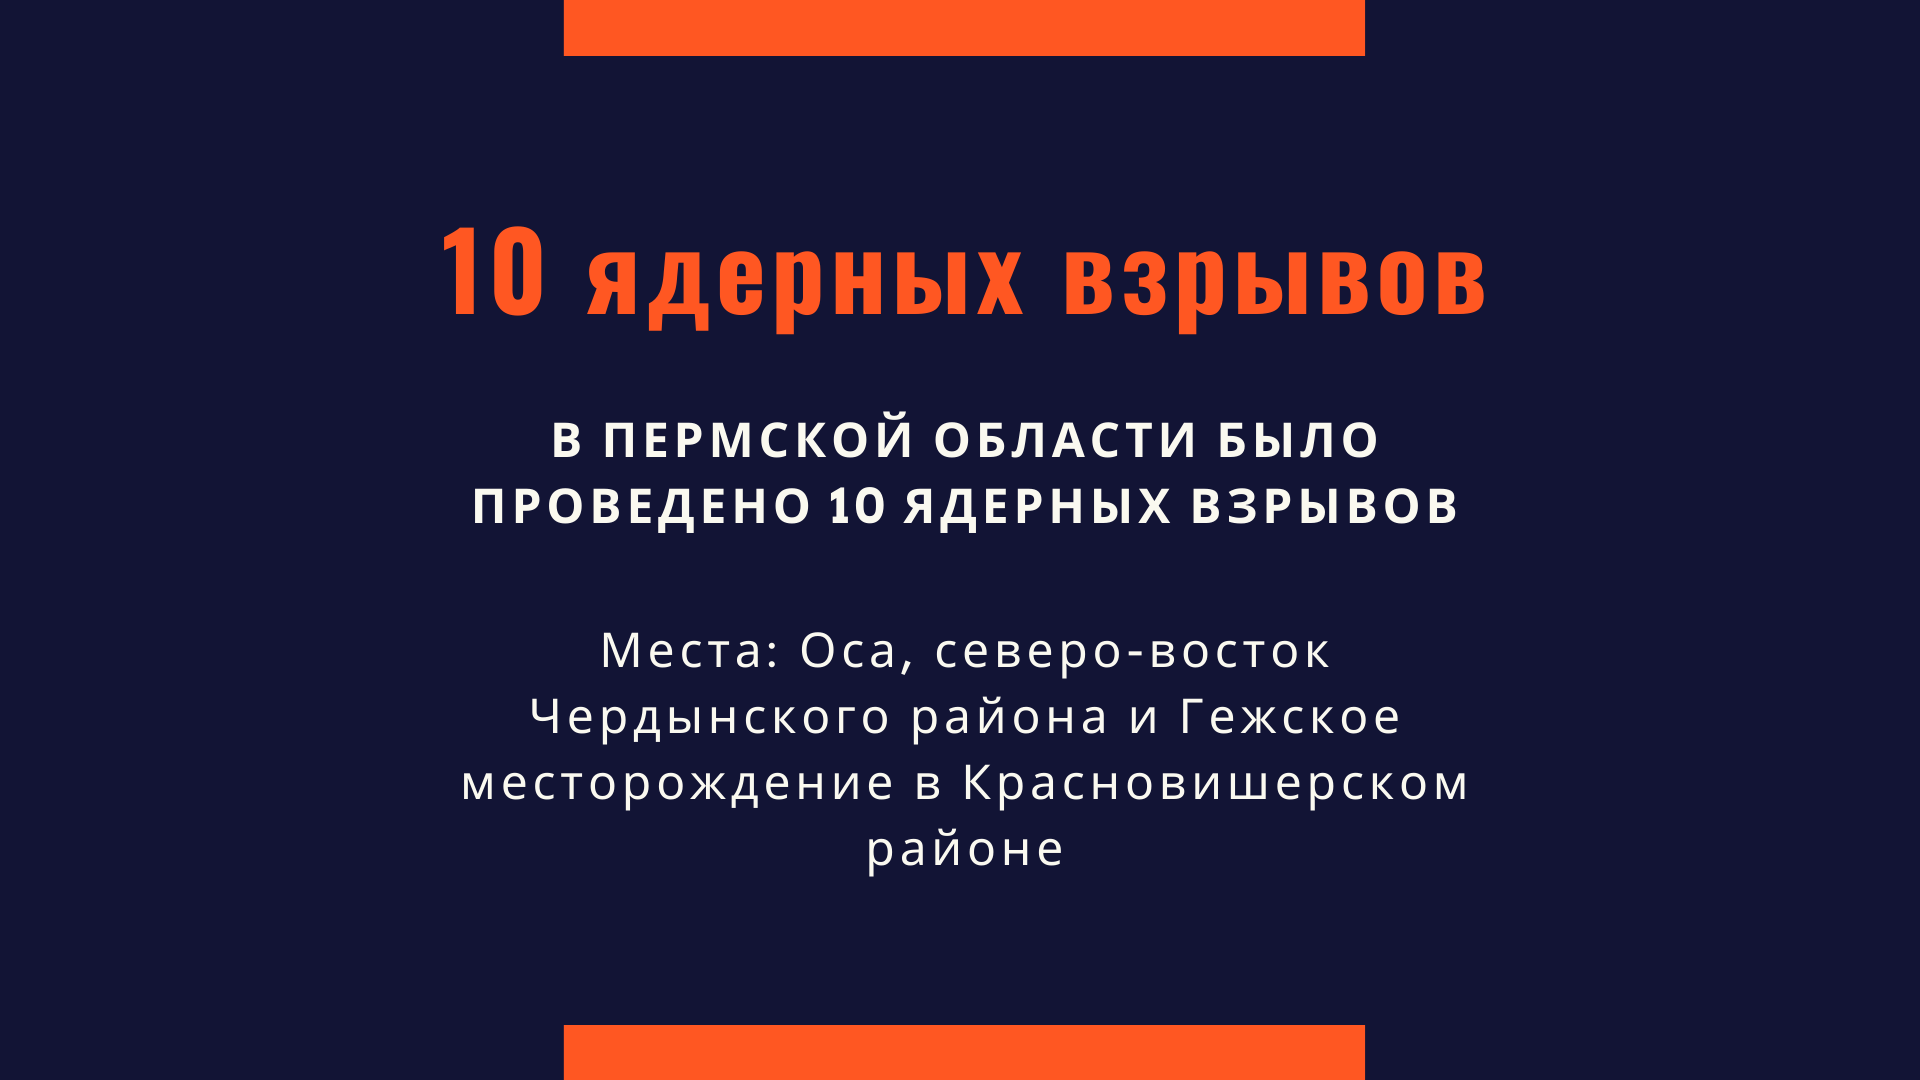 10 ядерных взрывов
В ПЕРМСКОЙ ОБЛАСТИ БЫЛО
ПРОВЕДЕНО 10 ЯДЕРНЫХ ВЗРЫВОВ
Места: Оса, северо-восток
Чердынского района и Гежское
месторождение в Красновишерском
районе